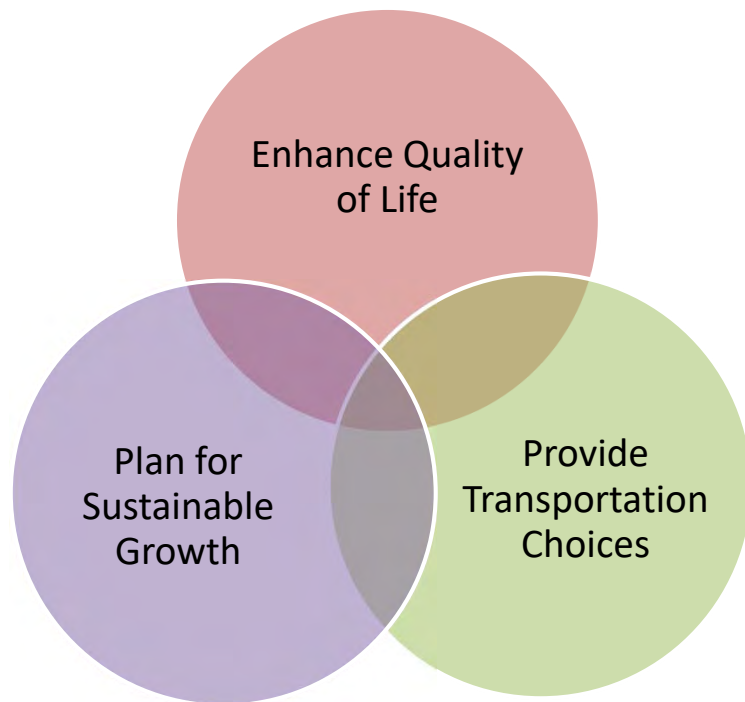 Enhance Quality
of Life
Plan for
Sustainable
Growth
Provide
Transportation
Choices